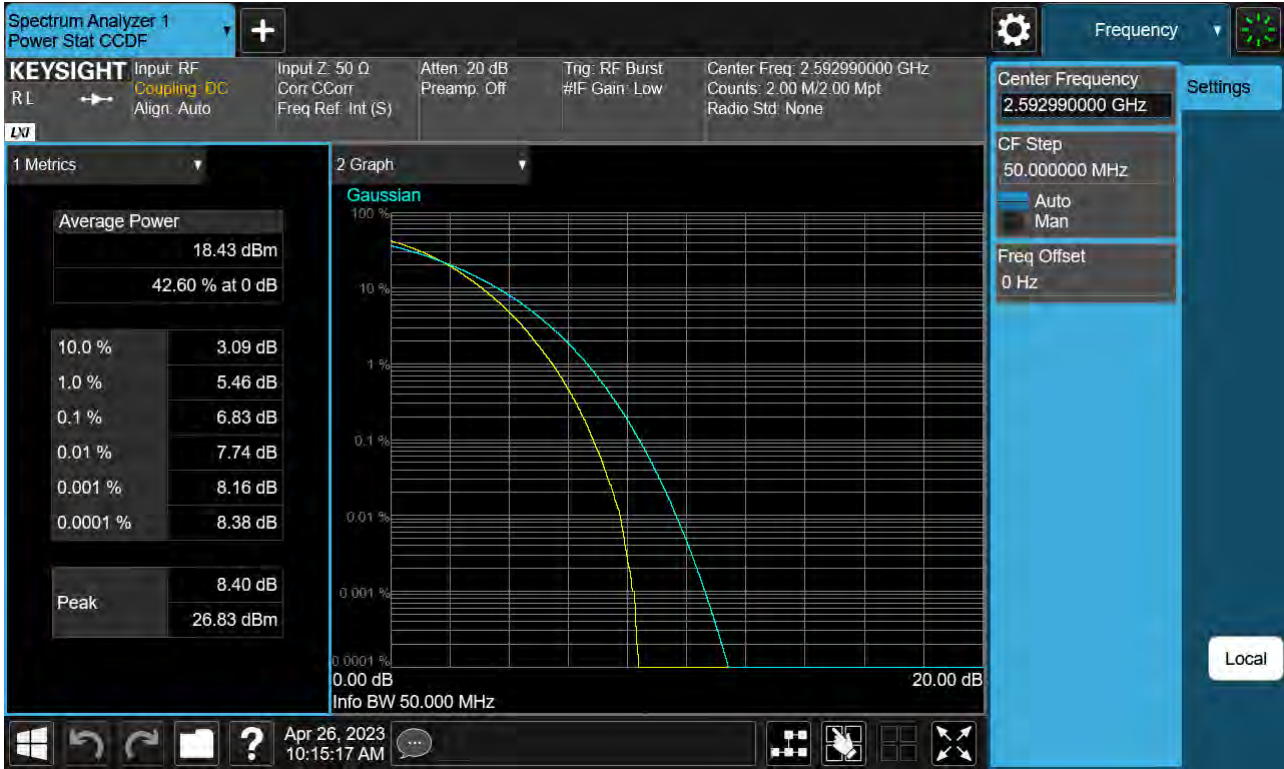 Spectrum Analyzer 1
Power Stat CCDF
+
Frequency
KEYSIGHT
RL
LXI
Input: RF
Coupling: DC
Align: Auto
Input Z: 50 Ω
Corr CCorr
Freq Ref: Int (S)
Atten: 20 dB
Preamp: Off
Trig: RF Burst
#IF Gain: Low
Center Freq: 2.592990000 GHz
Counts: 2.00 M/2.00 Mpt
Radio Std: None
Center Frequency
2.592990000 GHz
Settings
CF Step
50.000000 MHz
Auto
Man
Freq Offset
0 Hz
1 Metrics
Average Power
18.43 dBm
42.60 % at 0 dB
10.0 % 3.09 dB
1.0 % 5.46 dB
0.1 % 6.83 dB
0.01 % 7.74 dB
0.001 % 8.16 dB
0.0001 % 8.38 dB
Peak
8.40 dB
26.83 dBm
2 Graph
Gaussian
100 %
10 %
1 %
0.1 %
0.01 %
0.001 %
0.0001 %
0.00 dB
20.00 dB
Info BW 50.000 MHz
Local
?
Apr 26, 2023
10:15:17 AM